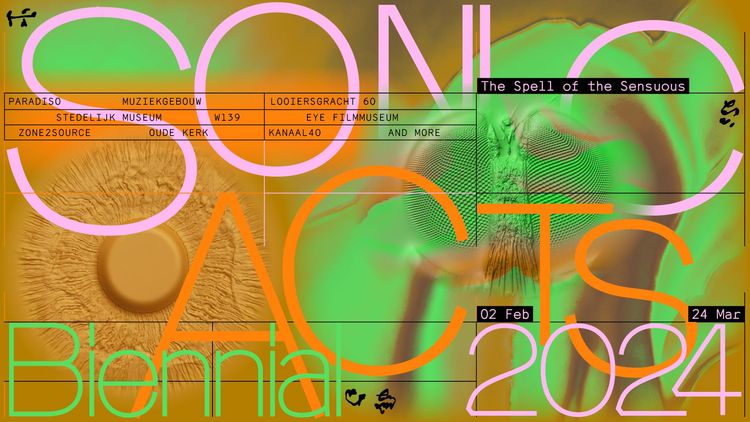 SONIC
The Spell of the Sensuous
PARADISO MUZIEKGEBOUW LOOIERSGRACHT 60
STEDELIJK MUSEUM W139 EYE FILMMUSEUM
ZONE2SOURCE OUDE KERK KANAAL40 AND MORE
ACTS
02 Feb 24 Mar
Biennial 2024